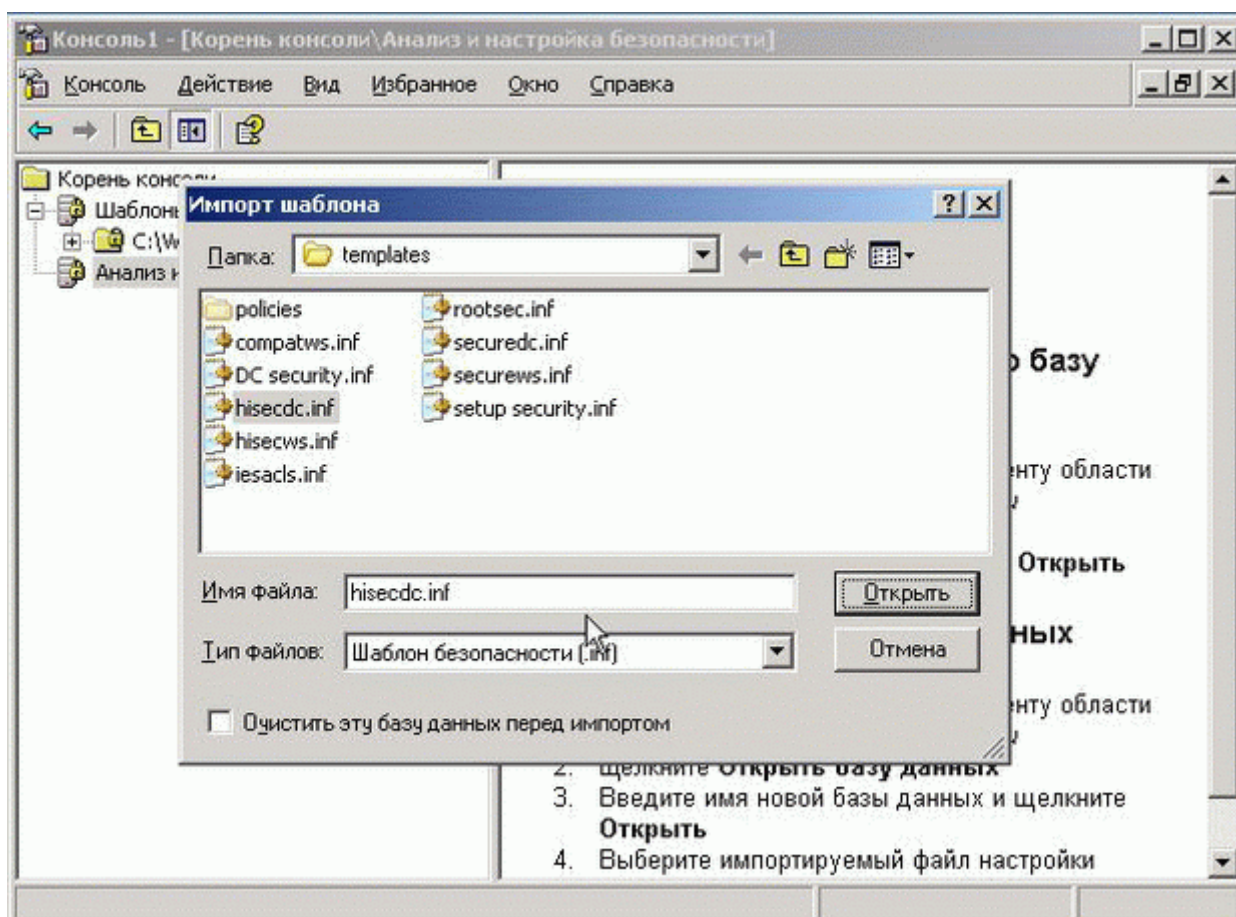 Консоль1 - [Корень консоли\Анализ и настройка безопасности]
Консоль Действие Вид Избранное Окно Справка
Корень
Шаблоны
C:\W
Анализ
Импорт шаблона
Папка: templates
policies
compatws.inf
DC security.inf
hisecdc.inf
hisecws.inf
iesacls.inf
rootsec.inf
securedc.inf
securews.inf
setup security.inf
Имя файла: hisecdc.inf Открыть
Тип файлов: Шаблон безопасности (.inf) Отмена
Очистить эту базу данных перед импортом
базу
енту области
Открыть
ных
енту области
2. Щелкните Открыть базу данных
3. Введите имя новой базы данных и щелкните
Открыть
4. Выберите импортируемый файл настройки